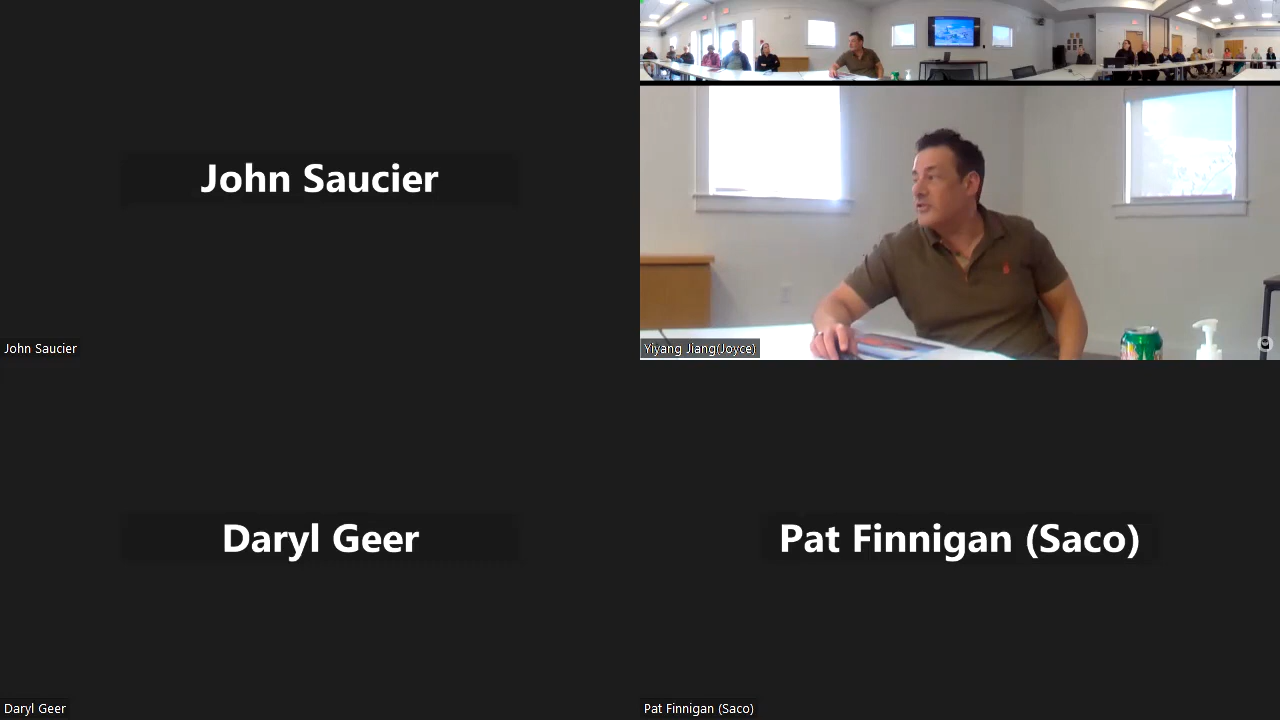 John Saucier
John Saucier
Yiyang Jiang(Joyce)
Daryl Geer
Pat Finnigan (Saco)
Daryl Geer
Pat Finnigan (Saco)